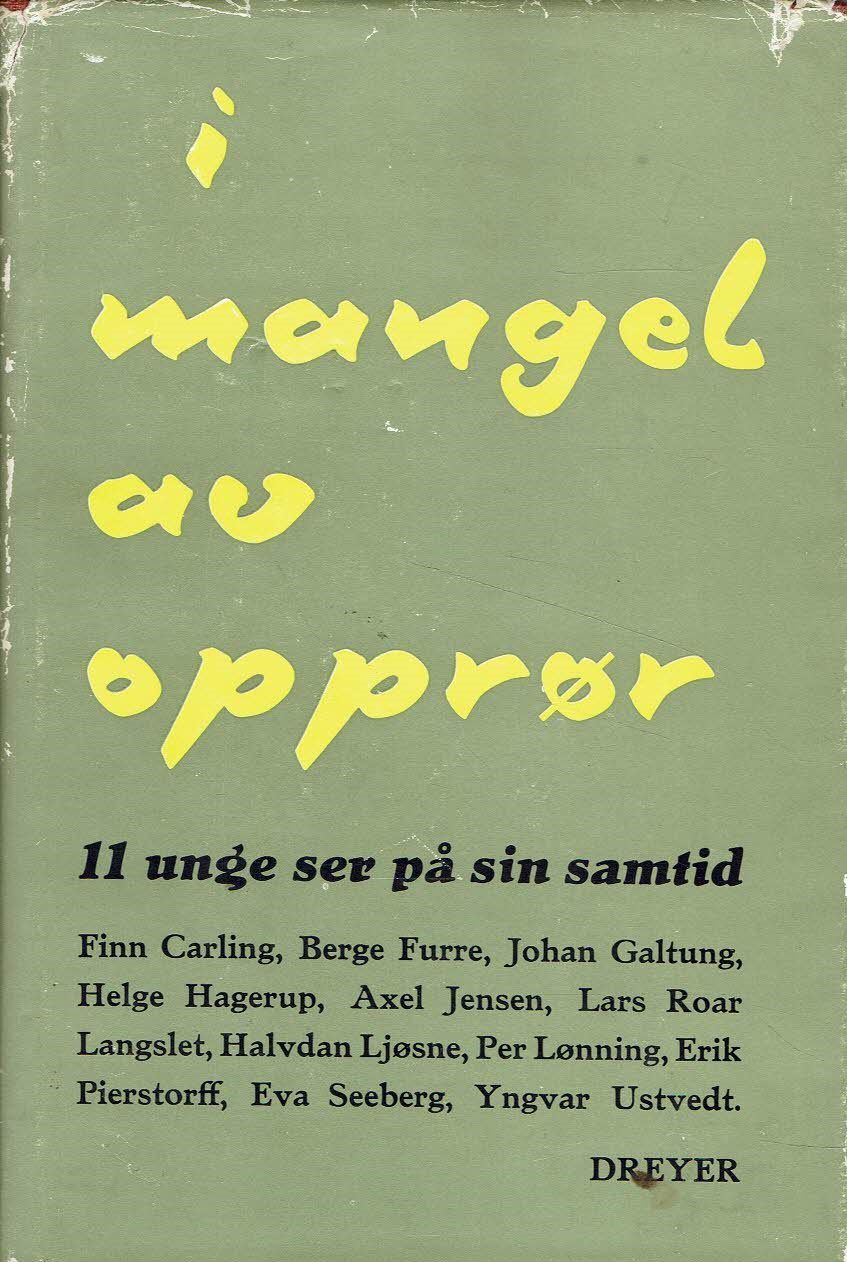 i
mangel
av
opprør
11 unge ser på sin samtid
Finn Carling, Berge Furre, Johan Galtung,
Helge Hagerup, Axel Jensen, Lars Roar
Langslet, Halvdan Ljøsne, Per Lønning, Erik
Pierstorff, Eva Seeberg, Yngvar Ustvedt.
DREYER